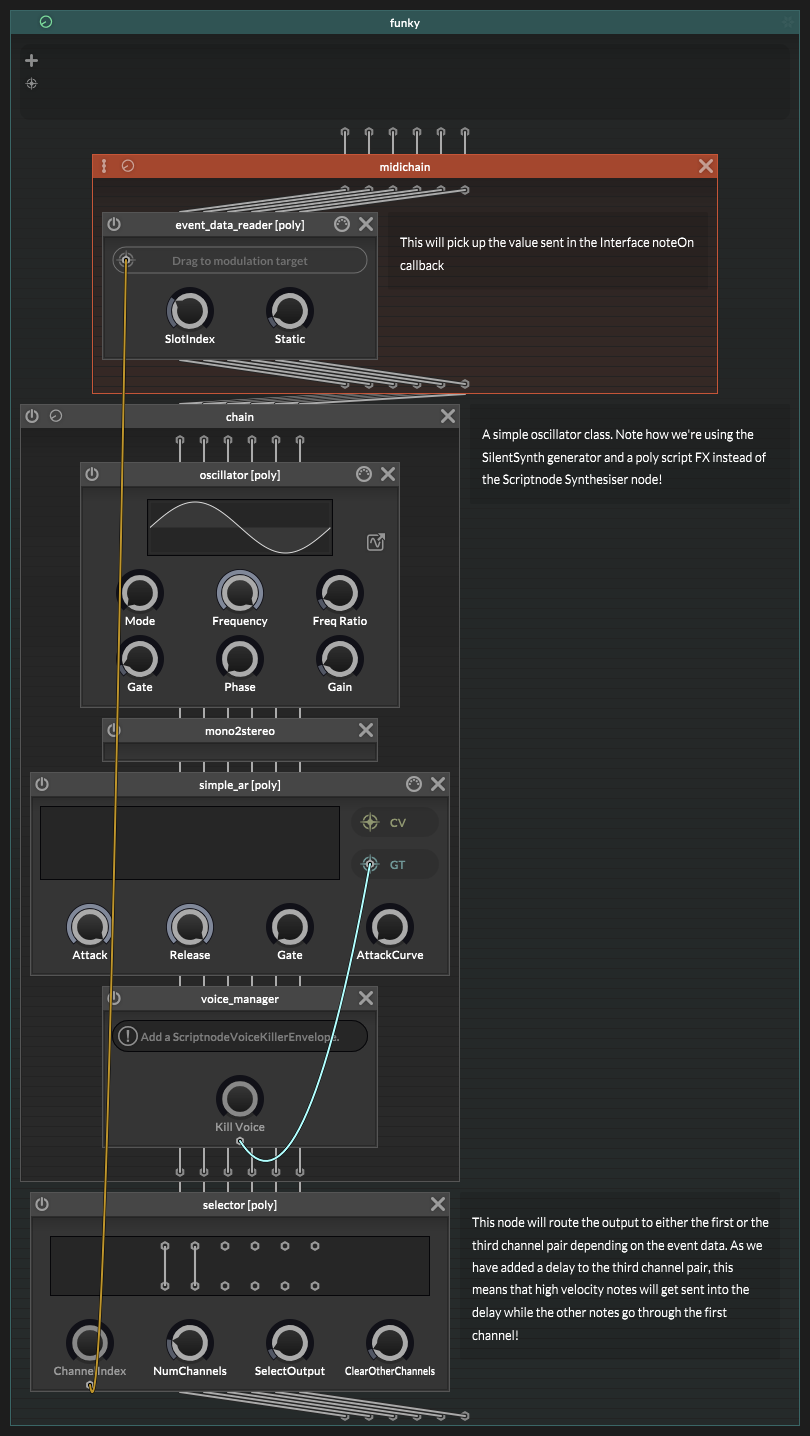 funky
midichain
event_data_reader [poly]
Drag to modulation target
SlotIndex
Static
This will pick up the value sent in the Interface noteOn
callback
chain
A simple oscillator class. Note how we're using the
SilentSynth generator and a poly script FX instead of
the Scriptnode Synthesiser node!
oscillator [poly]
Mode
Frequency
Freq Ratio
Gate
Phase
Gain
mono2stereo
simple_ar [poly]
CV
GT
Attack
Release
Gate
AttackCurve
voice_manager
Add a ScriptnodeVoiceKillerEnvelope.
Kill Voice
selector [poly]
ChannelIndex
NumChannels
SelectOutput
ClearOtherChannels
This node will route the output to either the first or the
third channel pair depending on the event data. As we
have added a delay to the third channel pair, this
means that high velocity notes will get sent into the
delay while the other notes go through the first
channel!